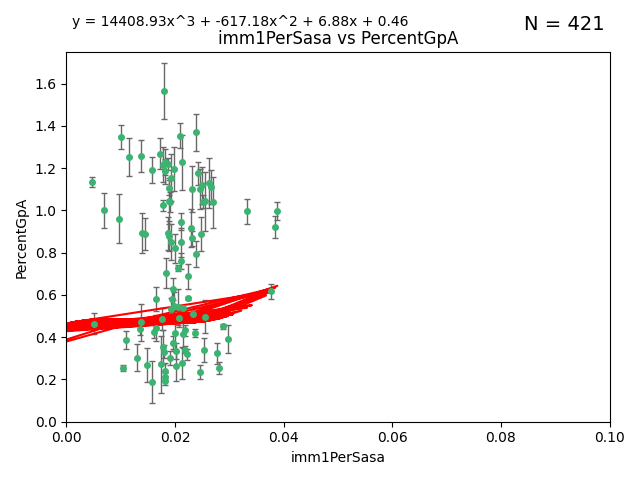 y = 14408.93x^3 + -617.18x^2 + 6.88x + 0.46
N = 421
imm1PerSasa vs PercentGpA
PercentGpA
1.6
1.4
1.2
1.0
0.8
0.6
0.4
0.2
0.0
0.00 0.02 0.04 0.06 0.08 0.10
imm1PerSasa